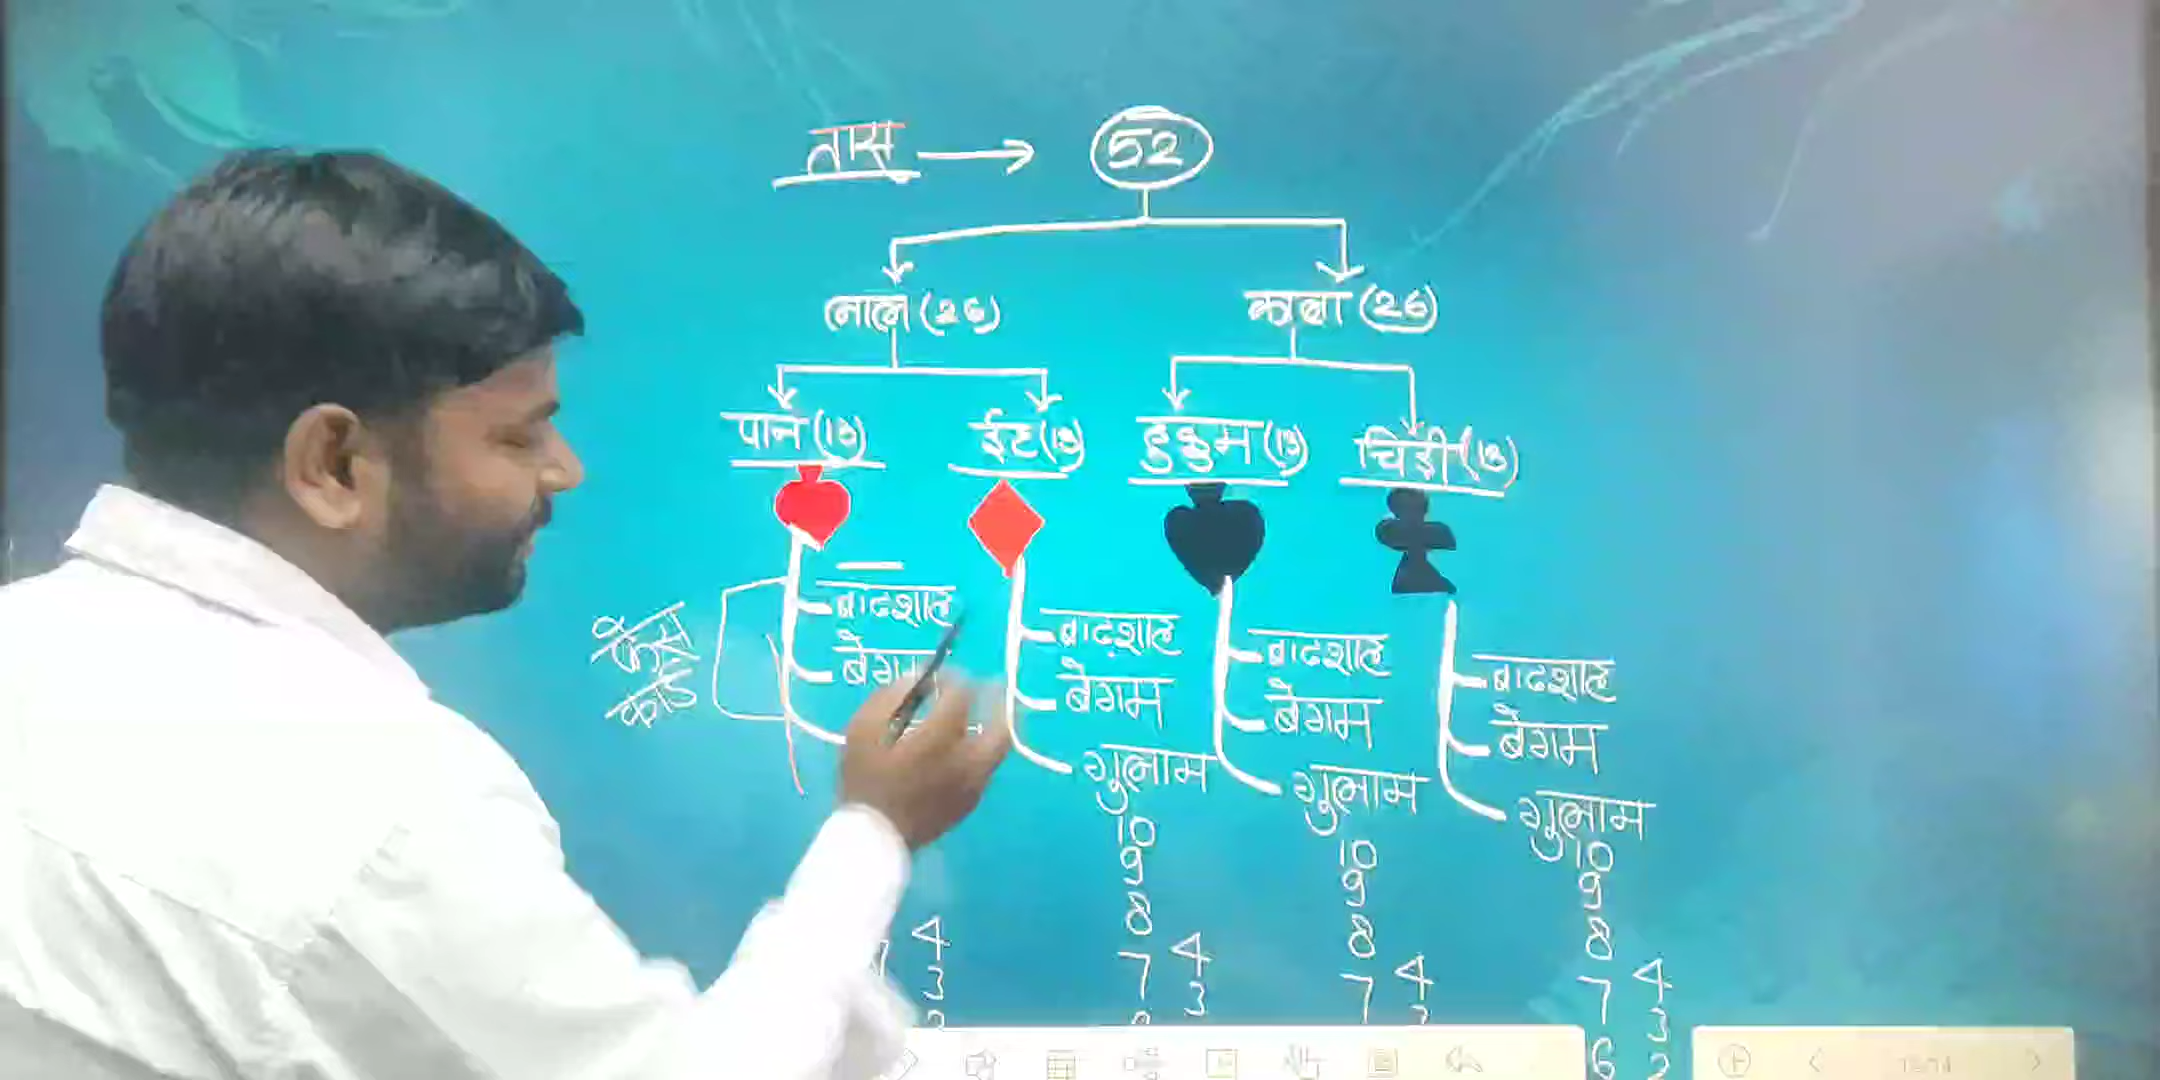 तास → 52
लाल (26) काला (26)
पान (13) ईट (13) हुकुम (13) चिड़ी (13)
फेस कार्ड
बादशाह बादशाह बादशाह बादशाह
बेगम बेगम बेगम बेगम
गुलाम गुलाम गुलाम
10 10 10
9 9 9
8 8 8
4 7 4 7 4 7 4
3 3 3
6 2